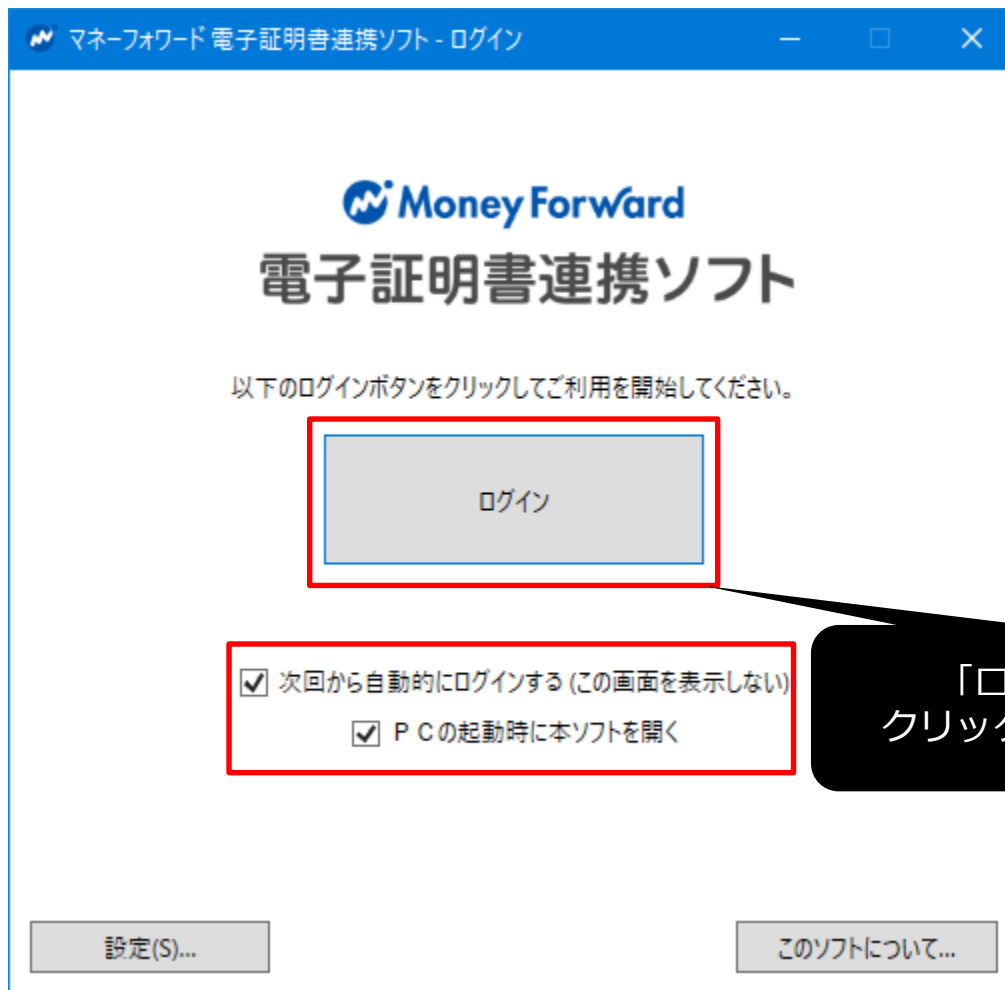 マネーフォワード 電子証明書連携ソフト - ログイン
Money Forward
電子証明書連携ソフト
以下のログインボタンをクリックしてご利用を開始してください。
ログイン
次回から自動的にログインする (この画面を表示しない)
ＰＣの起動時に本ソフトを開く
「ロ
クリック
設定(S)...
このソフトについて...